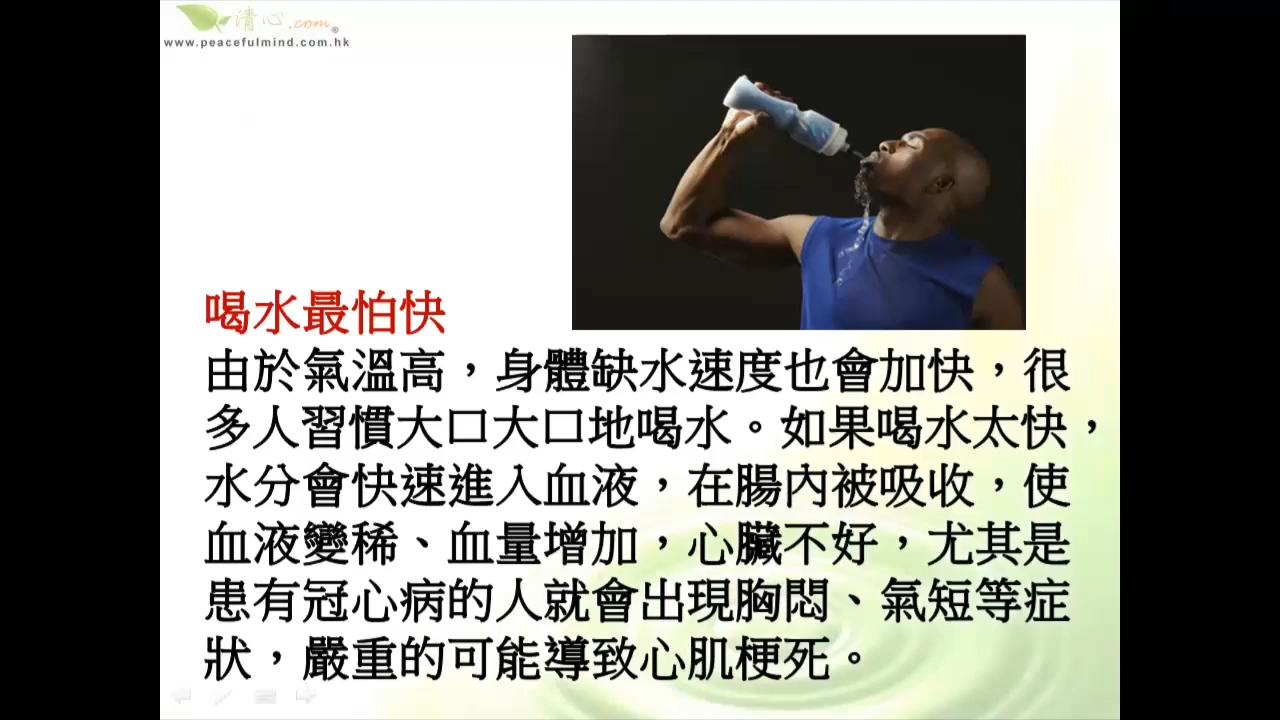 清心.com®
www.peacefulmind.com.hk
喝水最怕快
由於氣溫高，身體缺水速度也會加快，很
多人習慣大口大口地喝水。如果喝水太快，
水分會快速進入血液，在腸內被吸收，使
血液變稀、血量增加，心臟不好，尤其是
患有冠心病的人就會出現胸悶、氣短等症
狀，嚴重的可能導致心肌梗死。